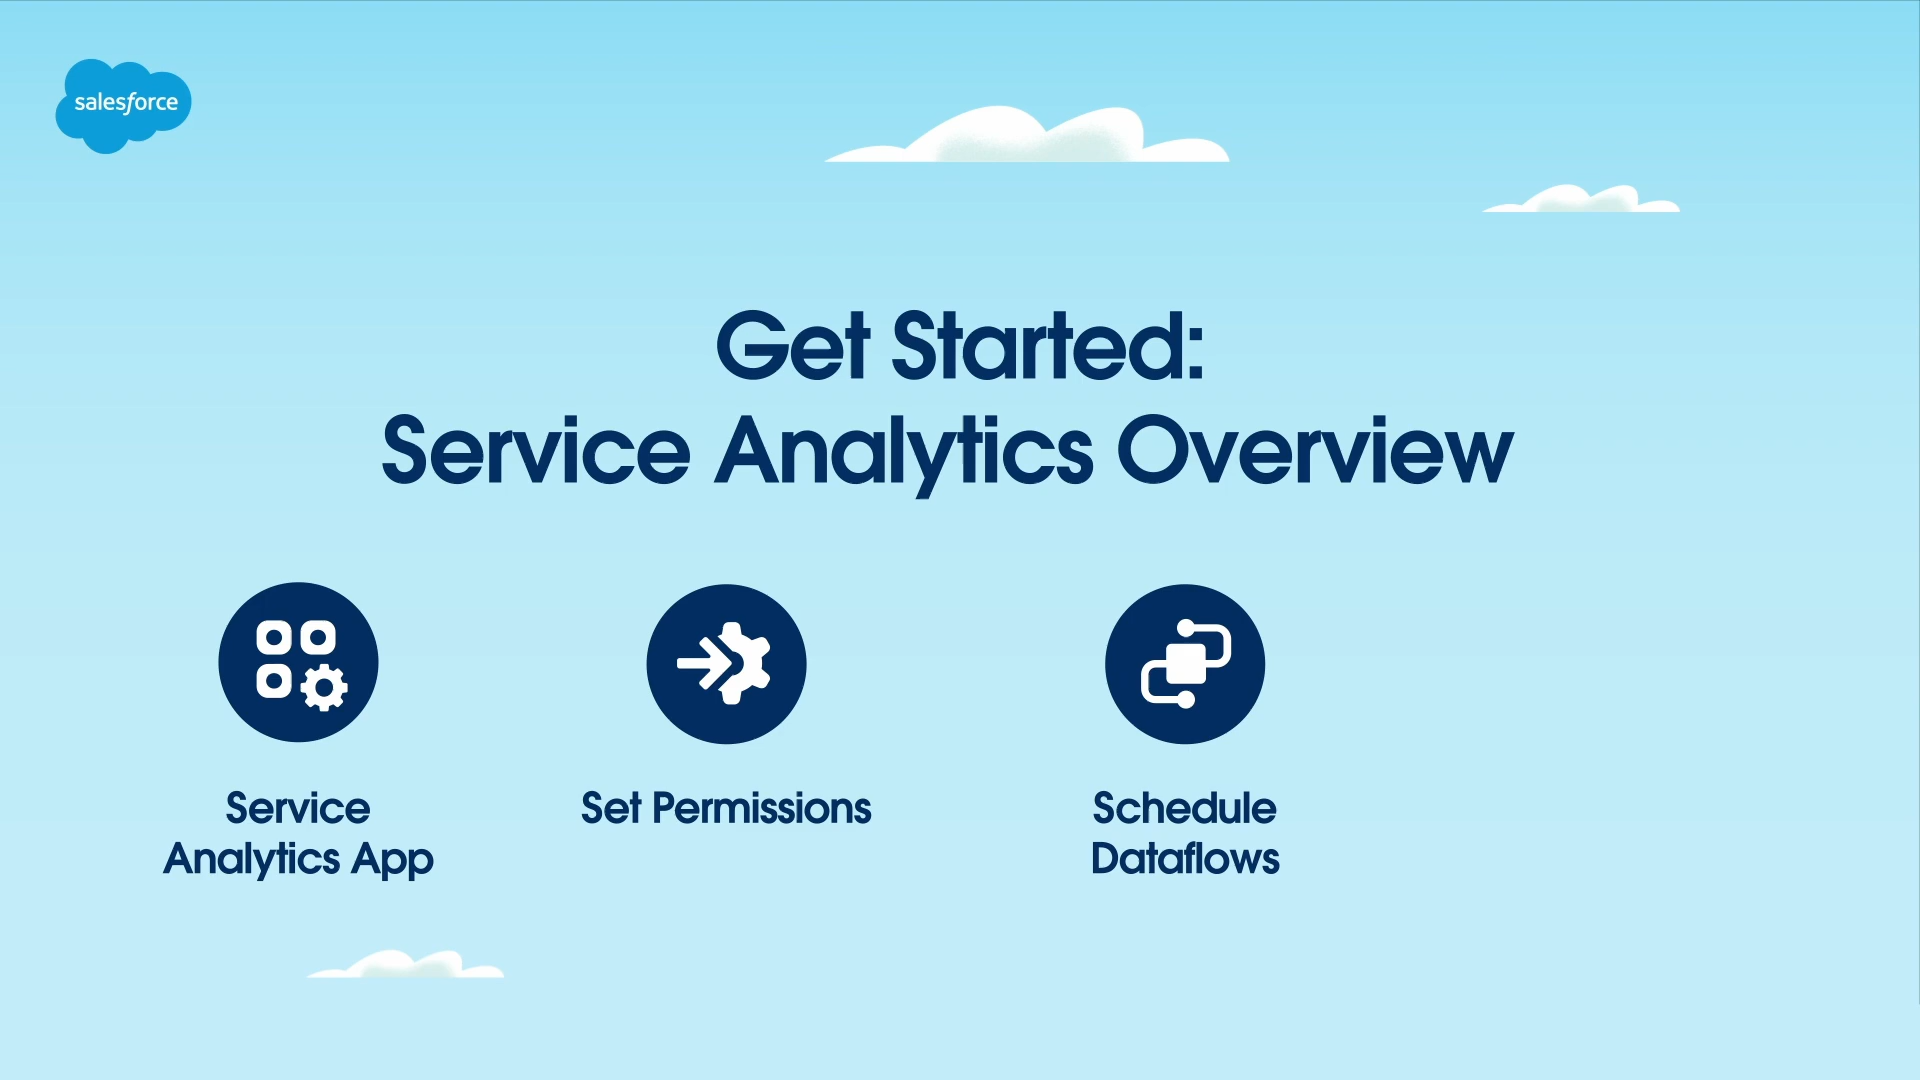 salesforce
Get Started:
Service Analytics Overview
Service
Analytics App
Set Permissions
Schedule
Dataflows